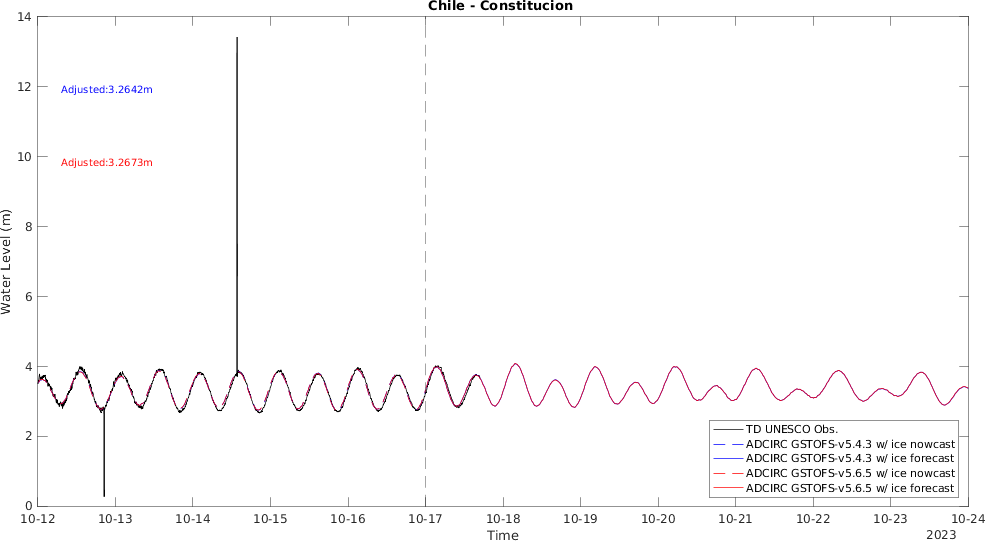 Chile - Constitucion
14
12
10
8
6
4
2
0
Water Level (m)
Adjusted:3.2642m
Adjusted:3.2673m
TD UNESCO Obs.
ADCIRC GSTOFS-v5.4.3 w/ ice nowcast
ADCIRC GSTOFS-v5.4.3 w/ ice forecast
ADCIRC GSTOFS-v5.6.5 w/ ice nowcast
ADCIRC GSTOFS-v5.6.5 w/ ice forecast
10-12 10-13 10-14 10-15 10-16 10-17 10-18 10-19 10-20 10-21 10-22 10-23 10-24
Time
2023